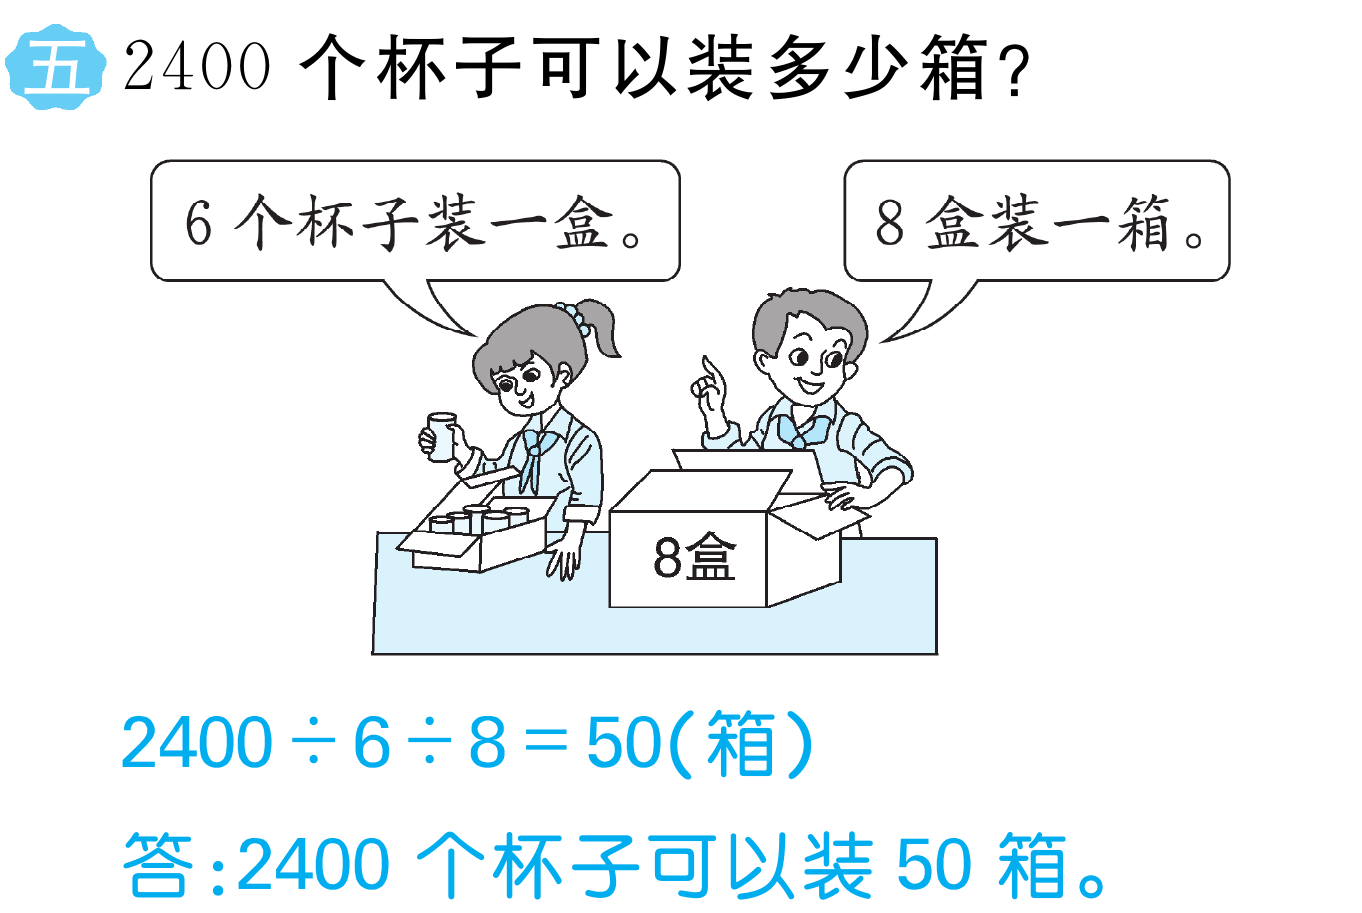 五 2400 个杯子可以装多少箱?
6 个杯子装一盒。
8 盒装一箱。
8盒
2400÷6÷8=50(箱)
答:2400 个杯子可以装 50 箱。